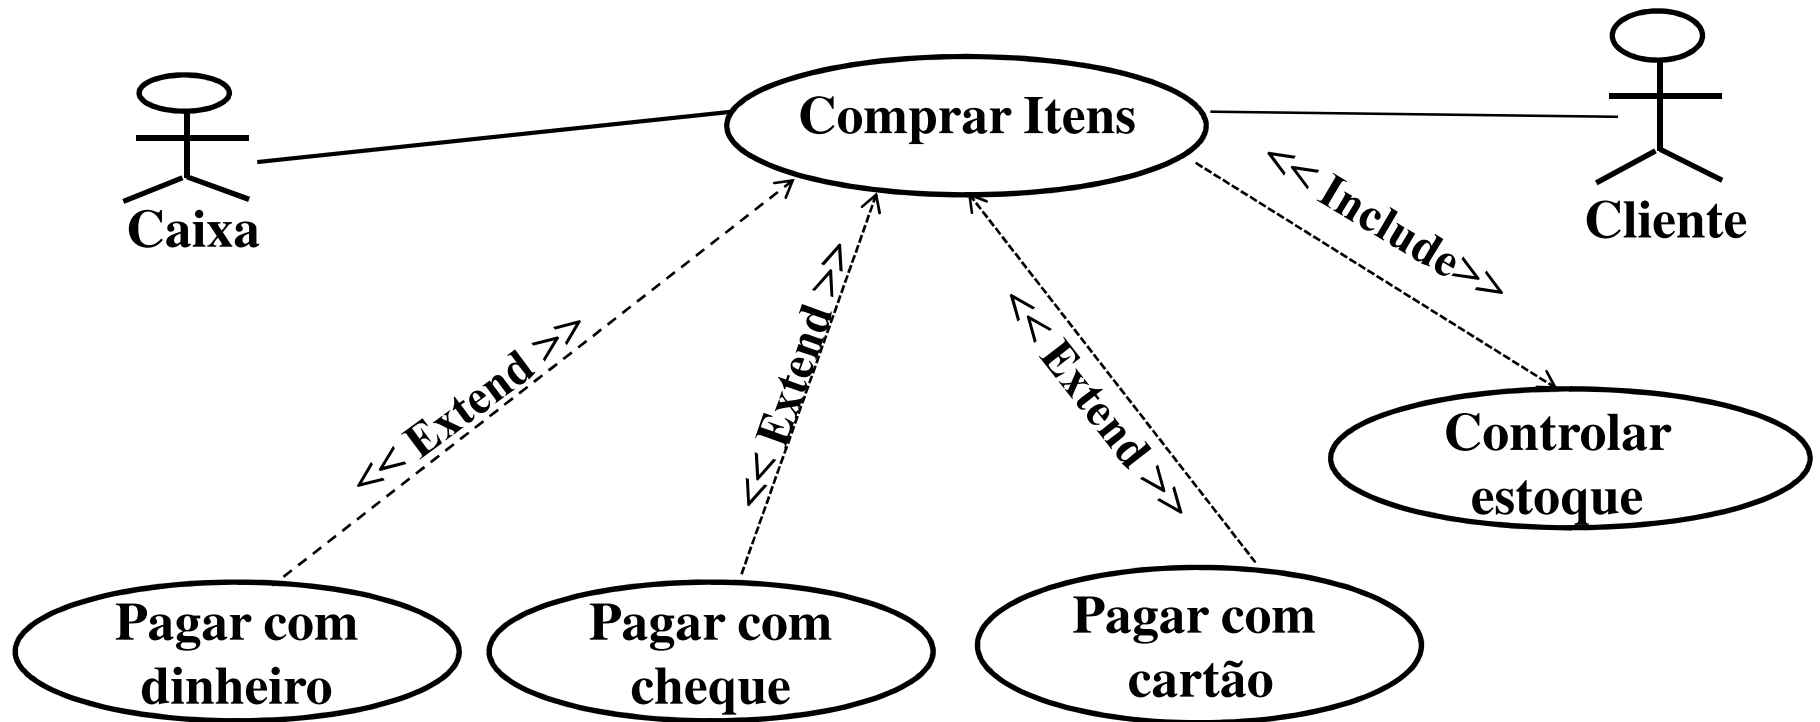 Comprar Itens
Caixa
Cliente
<< Include>>
<< Extend >>
<< Extend >>
<< Extend >>
Controlar
estoque
Pagar com
dinheiro
Pagar com
cheque
Pagar com
cartão